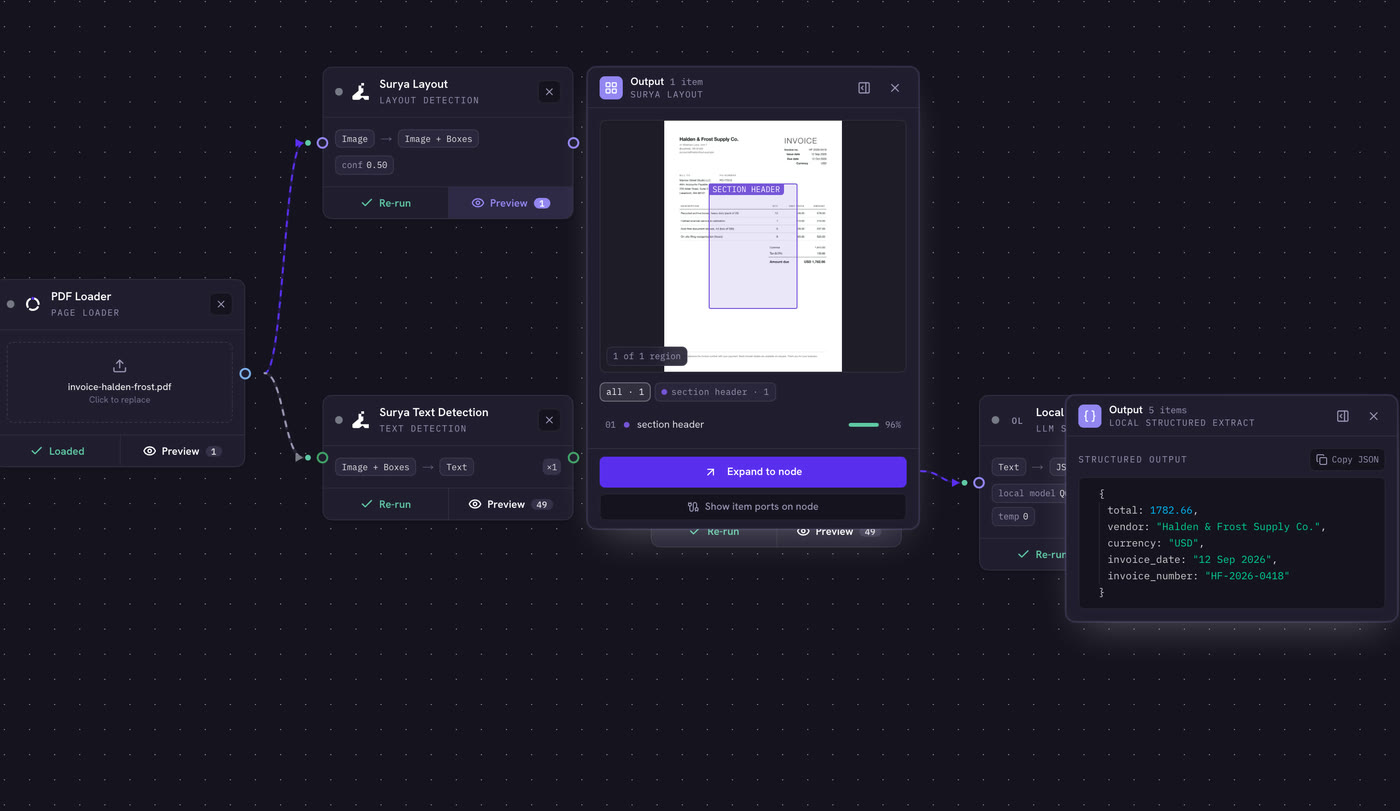 Surya Layout
LAYOUT DETECTION
Image → Image + Boxes
conf 0.50
Re-run
Preview 1
PDF Loader
PAGE LOADER
invoice-halden-frost.pdf
Click to replace
Loaded
Preview 1
Surya Text Detection
TEXT DETECTION
Image + Boxes → Text
×1
Re-run
Preview 49
Output 1 item
SURYA LAYOUT
Halden & Frost Supply Co.
INVOICE
SECTION HEADER
Amount due
1 of 1 region
all · 1
section header · 1
01 section header 96%
Expand to node
Show item ports on node
Re-run
Preview 49
OL Local
LLM S
Text → JS
local model Q
temp 0
Re-run
Output 5 items
LOCAL STRUCTURED EXTRACT
STRUCTURED OUTPUT
Copy JSON
{
total: 1782.66,
vendor: "Halden & Frost Supply Co.",
currency: "USD",
invoice_date: "12 Sep 2026",
invoice_number: "HF-2026-0418"
}